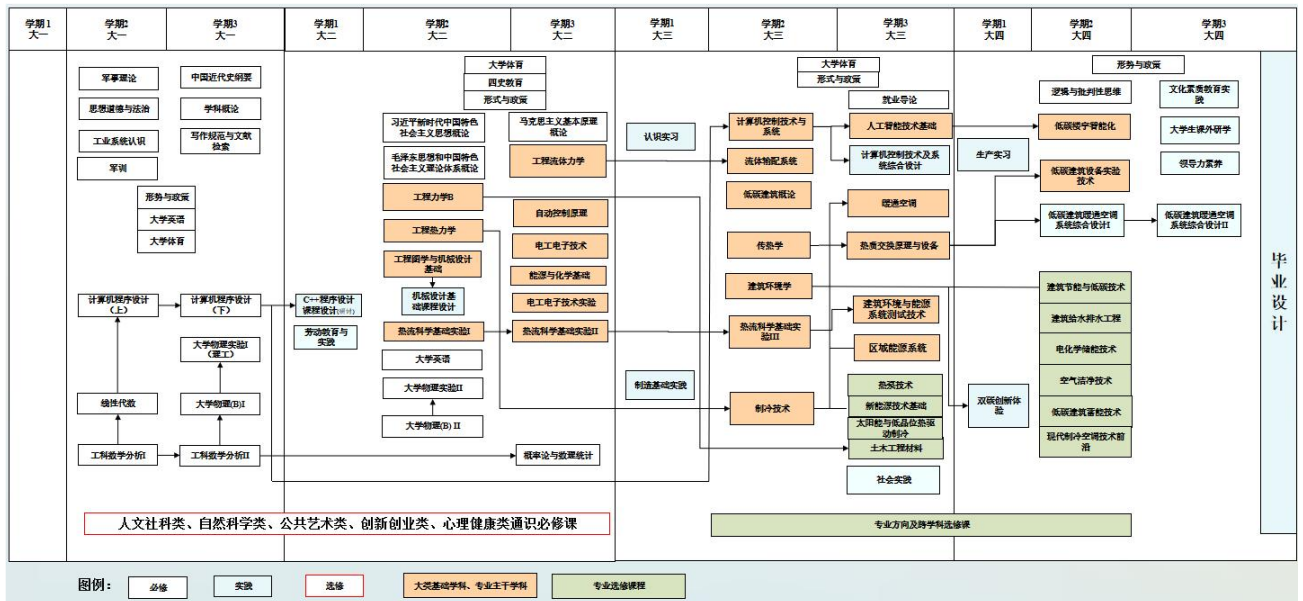 学期1
大一
学期2
大一
学期3
大一
学期1
大二
学期2
大二
学期3
大二
学期1
大三
学期2
大三
学期3
大三
学期1
大四
学期2
大四
学期3
大四
军事理论
思想道德与法治
工业系统认识
军训
中国近代史纲要
学科概论
写作规范与文献
检索
形势与政策
大学英语
大学体育
计算机程序设计
（上）
计算机程序设计
（下）
大学物理实验I
（理工）
线性代数
大学物理(B)I
工科数学分析I
工科数学分析II
C++程序设计
课程设计(研讨)
劳动教育与
实践
大学体育
四史教育
形式与政策
习近平新时代中国特色
社会主义思想概论
毛泽东思想和中国特色
社会主义理论体系概论
工程力学B
工程热力学
工程图学与机械设计
基础
机械设计基
础课程设计
热流科学基础实验I
大学英语
大学物理实验II
大学物理(B) II
马克思主义基本原理
概论
工程流体力学
自动控制原理
电工电子技术
能源与化学基础
电工电子技术实验
热流科学基础实验II
概率论与数理统计
认识实习
制造基础实践
大学体育
形式与政策
计算机控制技术与
系统
流体输配系统
低碳建筑概论
传热学
建筑环境学
热流科学基础实
验III
制冷技术
就业导论
人工智能技术基础
计算机控制技术及系
统综合设计
暖通空调
热质交换原理与设备
建筑环境与能源
系统测试技术
区域能源系统
热泵技术
新能源技术基础
太阳能与低品位热驱
动制冷
土木工程材料
社会实践
生产实习
双碳创新体
验
形势与政策
逻辑与批判性思维
低碳楼宇智能化
低碳建筑设备实验
技术
低碳建筑暖通空调
系统综合设计I
建筑节能与低碳技术
建筑给水排水工程
电化学储能技术
空气洁净技术
低碳建筑蓄能技术
现代制冷空调技术前
沿
文化素质教育实
践
大学生课外研学
领导力素养
低碳建筑暖通空调
系统综合设计II
毕业设计
人文社科类、自然科学类、公共艺术类、创新创业类、心理健康类通识必修课
专业方向及跨学科选修课
图例：
必修
实践
选修
大类基础学科、专业主干学科
专业选修课程